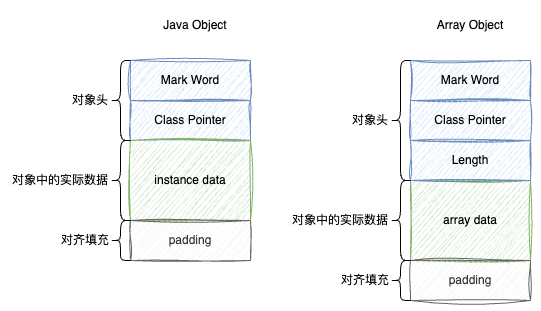 Java Object
对象头
Mark Word
Class Pointer
对象中的实际数据
instance data
对齐填充
padding
Array Object
对象头
Mark Word
Class Pointer
Length
对象中的实际数据
array data
对齐填充
padding